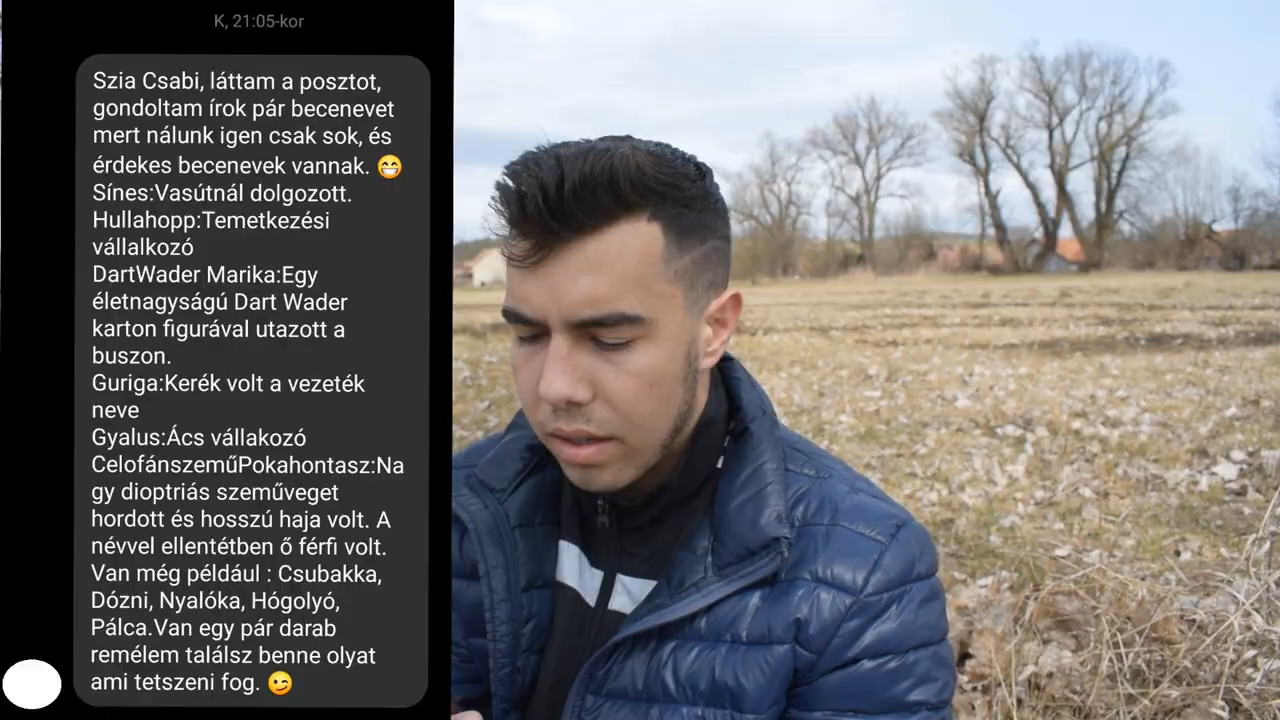 K, 21:05-kor
Szia Csabi, láttam a posztot,
gondoltam írok pár becenevet
mert nálunk igen csak sok, és
érdekes becenevek vannak. 😁
Sínes:Vasútnál dolgozott.
Hullahopp:Temetkezési
vállalkozó
DartWader Marika:Egy
életnagyságú Dart Wader
karton figurával utazott a
buszon.
Guriga:Kerék volt a vezeték
neve
Gyalus:Ács vállakozó
CelofánszeműPokahontasz:Na
gy dioptriás szeműveget
hordott és hosszú haja volt. A
névvel ellentétben ő férfi volt.
Van még például : Csubakka,
Dózni, Nyalóka, Hógolyó,
Pálca.Van egy pár darab
remélem találsz benne olyat
ami tetszeni fog. 😉